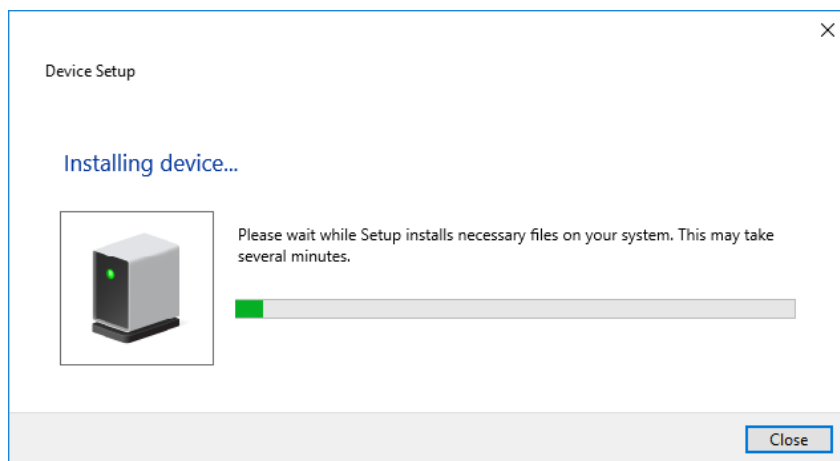 Device Setup
Installing device...
Please wait while Setup installs necessary files on your system. This may take
several minutes.
Close